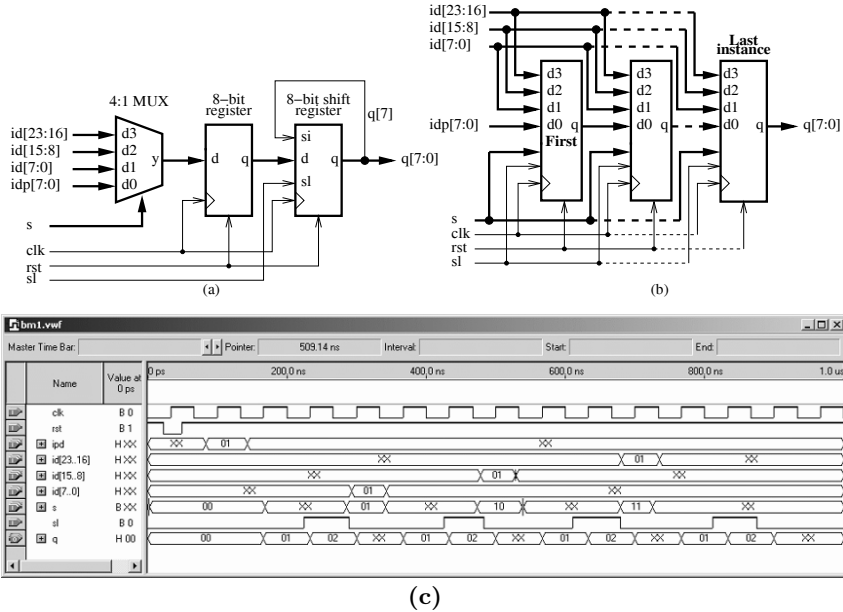 4:1 MUX
8-bit
register
8-bit shift
register
q[7]
id[23:16]
id[15:8]
id[7:0]
idp[7:0]
d3
d2
d1
d0
y
d
q
si
d
sl
q
q[7:0]
s
clk
rst
sl
(a)
id[23:16]
id[15:8]
id[7:0]
Last
instance
d3
d2
d1
d0
q
First
d3
d2
d1
d0
q
d3
d2
d1
d0
q
idp[7:0]
q[7:0]
s
clk
rst
sl
(b)
bm1.vwf
Master Time Bar: Pointer: 509.14 ns Interval: Start: End:
Name
Value at
0 ps
0 ps 200.0 ns 400.0 ns 600.0 ns 800.0 ns 1.0 us
clk B 0
rst B 1
ipd H XX XX 01 XX
id[23..16] H XX XX 01 XX
id[15..8] H XX XX 01 XX
id[7..0] H XX XX 01 XX
s B XX 00 XX 01 XX 10 XX 11 XX
sl B 0
q H 00 00 01 02 XX 01 02 XX 01 02 XX 01 02 XX
(c)